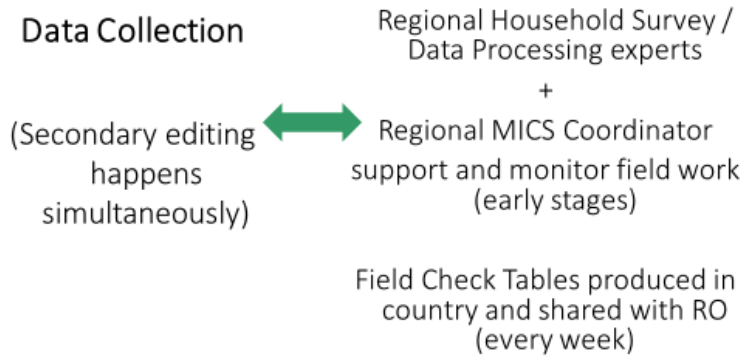 Data Collection
(Secondary editing
happens
simultaneously)
Regional Household Survey /
Data Processing experts
+
Regional MICS Coordinator
support and monitor field work
(early stages)
Field Check Tables produced in
country and shared with RO
(every week)